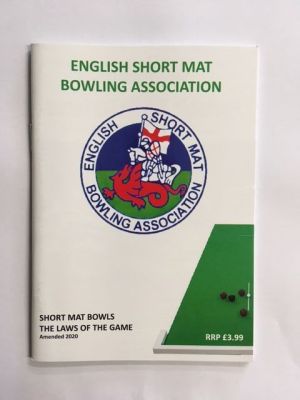 ENGLISH SHORT MAT
BOWLING ASSOCIATION
ENGLISH SHORT MAT
BOWLING ASSOCIATION
SHORT MAT BOWLS
THE LAWS OF THE GAME
Amended 2020
RRP £3.99